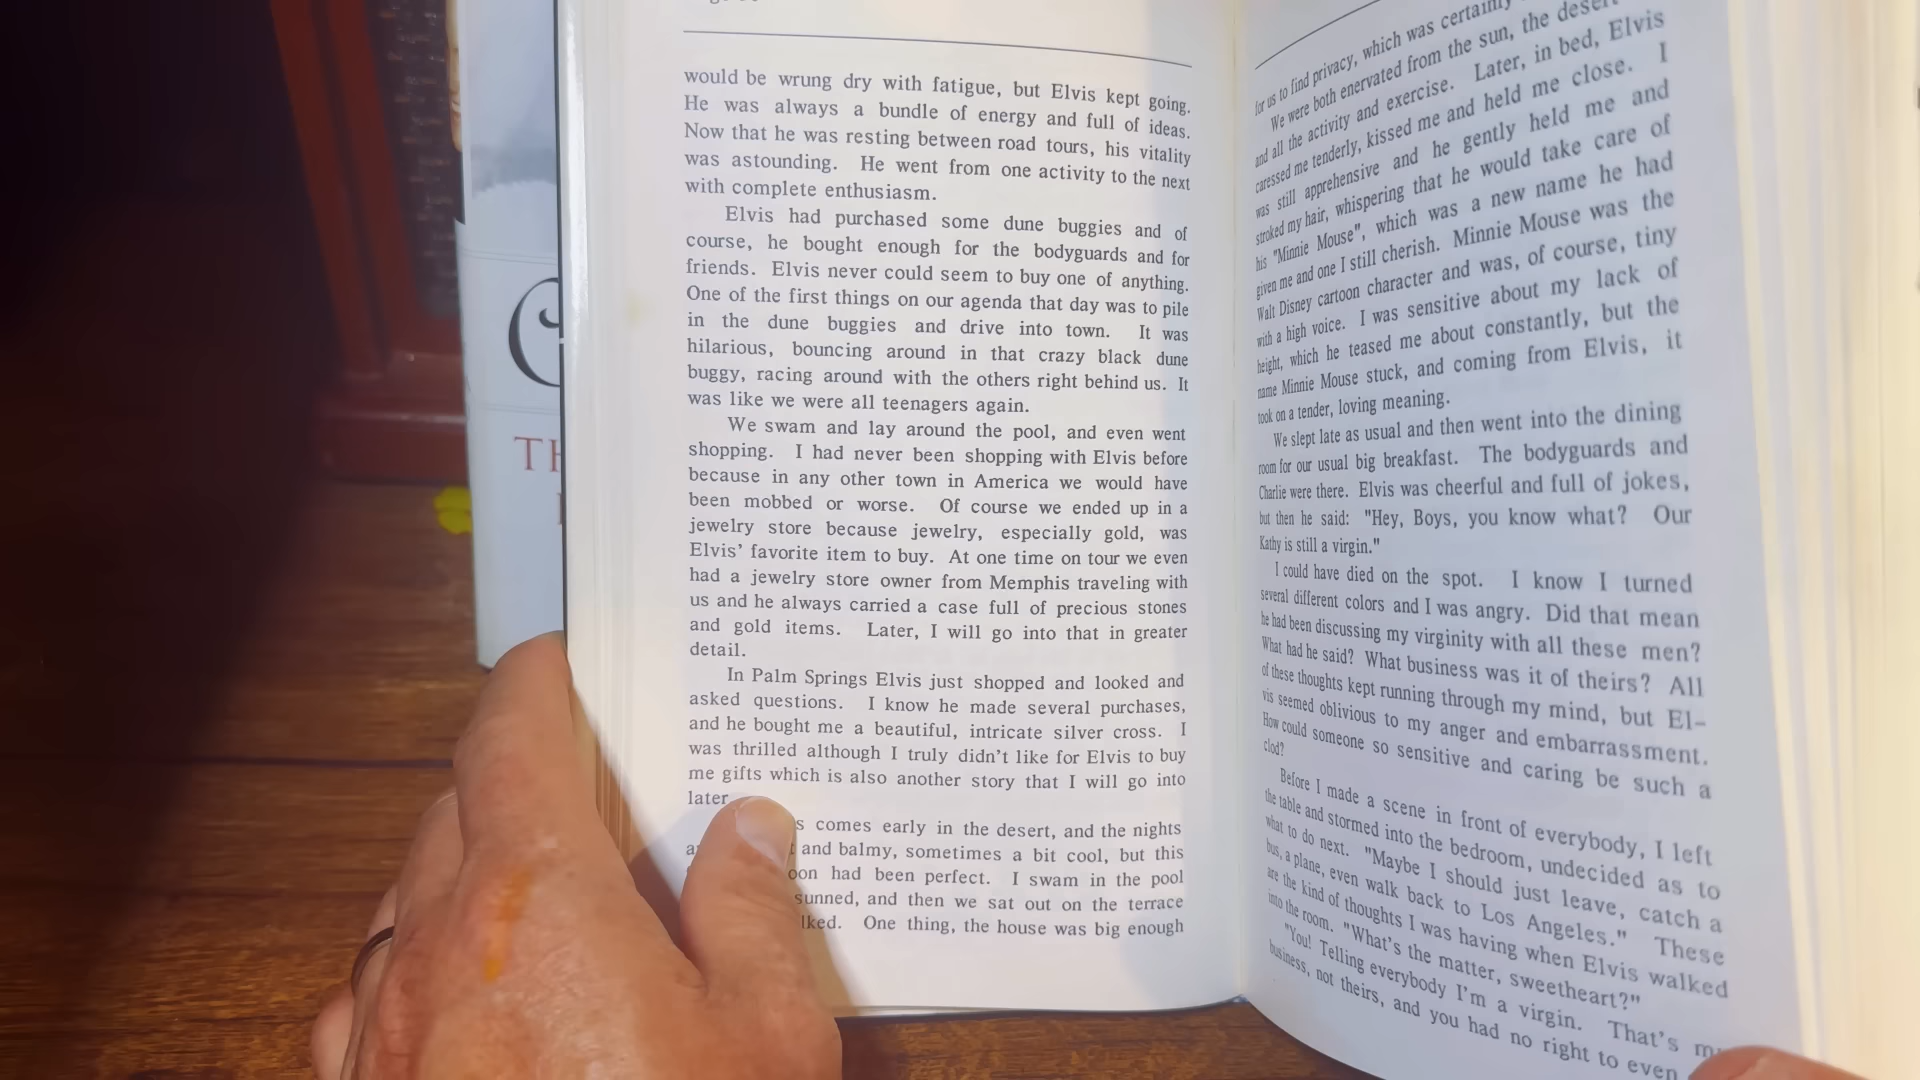 would be wrung dry with fatigue, but Elvis kept going.
He was always a bundle of energy and full of ideas.
Now that he was resting between road tours, his vitality
was astounding. He went from one activity to the next
with complete enthusiasm.
Elvis had purchased some dune buggies and of
course, he bought enough for the bodyguards and for
friends. Elvis never could seem to buy one of anything.
One of the first things on our agenda that day was to pile
in the dune buggies and drive into town. It was
hilarious, bouncing around in that crazy black dune
buggy, racing around with the others right behind us. It
was like we were all teenagers again.
We swam and lay around the pool, and even went
shopping. I had never been shopping with Elvis before
because in any other town in America we would have
been mobbed or worse. Of course we ended up in a
jewelry store because jewelry, especially gold, was
Elvis' favorite item to buy. At one time on tour we even
had a jewelry store owner from Memphis traveling with
us and he always carried a case full of precious stones
and gold items. Later, I will go into that in greater
detail.
In Palm Springs Elvis just shopped and looked and
asked questions. I know he made several purchases,
and he bought me a beautiful, intricate silver cross. I
was thrilled although I truly didn't like for Elvis to buy
me gifts which is also another story that I will go into
later
comes early in the desert, and the nights
and balmy, sometimes a bit cool, but this
had been perfect. I swam in the pool
sunned, and then we sat out on the terrace
One thing, the house was big enough
for us to find privacy, which was certainly
We were both enervated from the sun, the desert
and all the activity and exercise. Later, in bed, Elvis
caressed me tenderly, kissed me and held me close. I
was still apprehensive and he gently held me and
stroked my hair, whispering that he would take care of
his "Minnie Mouse", which was a new name he had
given me and one I still cherish. Minnie Mouse was the
Walt Disney cartoon character and was, of course, tiny
with a high voice. I was sensitive about my lack of
height, which he teased me about constantly, but the
name Minnie Mouse stuck, and coming from Elvis, it
took on a tender, loving meaning.
We slept late as usual and then went into the dining
room for our usual big breakfast. The bodyguards and
Charlie were there. Elvis was cheerful and full of jokes,
but then he said: "Hey, Boys, you know what? Our
Kathy is still a virgin."
I could have died on the spot. I know I turned
several different colors and I was angry. Did that mean
he had been discussing my virginity with all these men?
What had he said? What business was it of theirs? All
of these thoughts kept running through my mind, but El-
vis seemed oblivious to my anger and embarrassment.
How could someone so sensitive and caring be such a
clod?
Before I made a scene in front of everybody, I left
the table and stormed into the bedroom, undecided as to
what to do next. "Maybe I should just leave, catch a
bus, a plane, even walk back to Los Angeles." These
are the kind of thoughts I was having when Elvis walked
into the room. "What's the matter, sweetheart?"
"You! Telling everybody I'm a virgin. That's my
business, not theirs, and you had no right to even